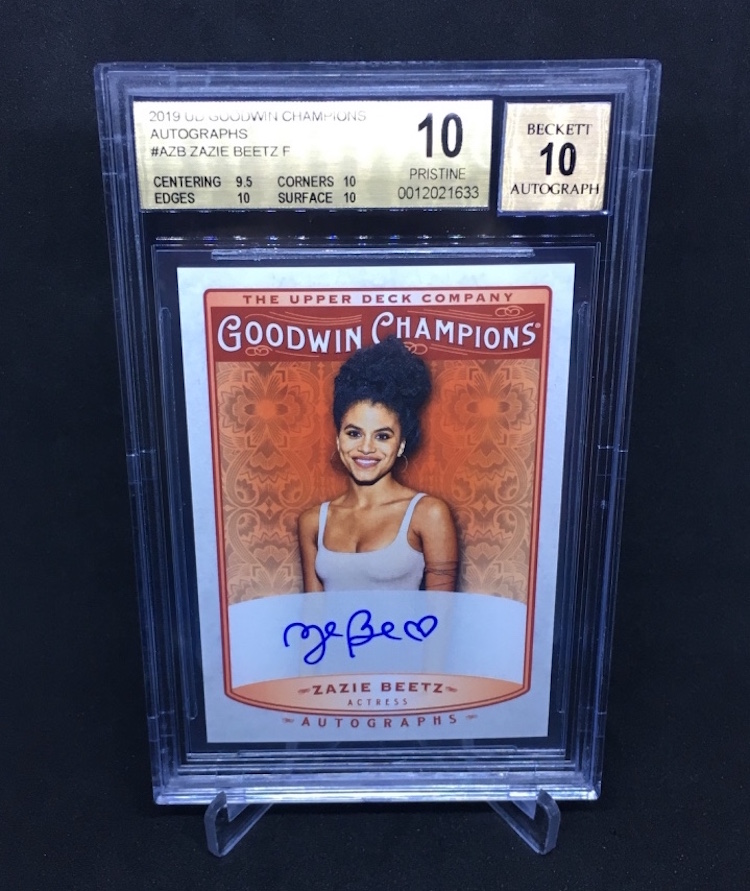 2019 UD GOODWIN CHAMPIONS
AUTOGRAPHS
#AZB ZAZIE BEETZ F
CENTERING 9.5 CORNERS 10
EDGES 10 SURFACE 10
10
PRISTINE
0012021633
BECKETT
10
AUTOGRAPH
THE UPPER DECK COMPANY
GOODWIN CHAMPIONS®
ZAZIE BEETZ
ACTRESS
AUTOGRAPHS